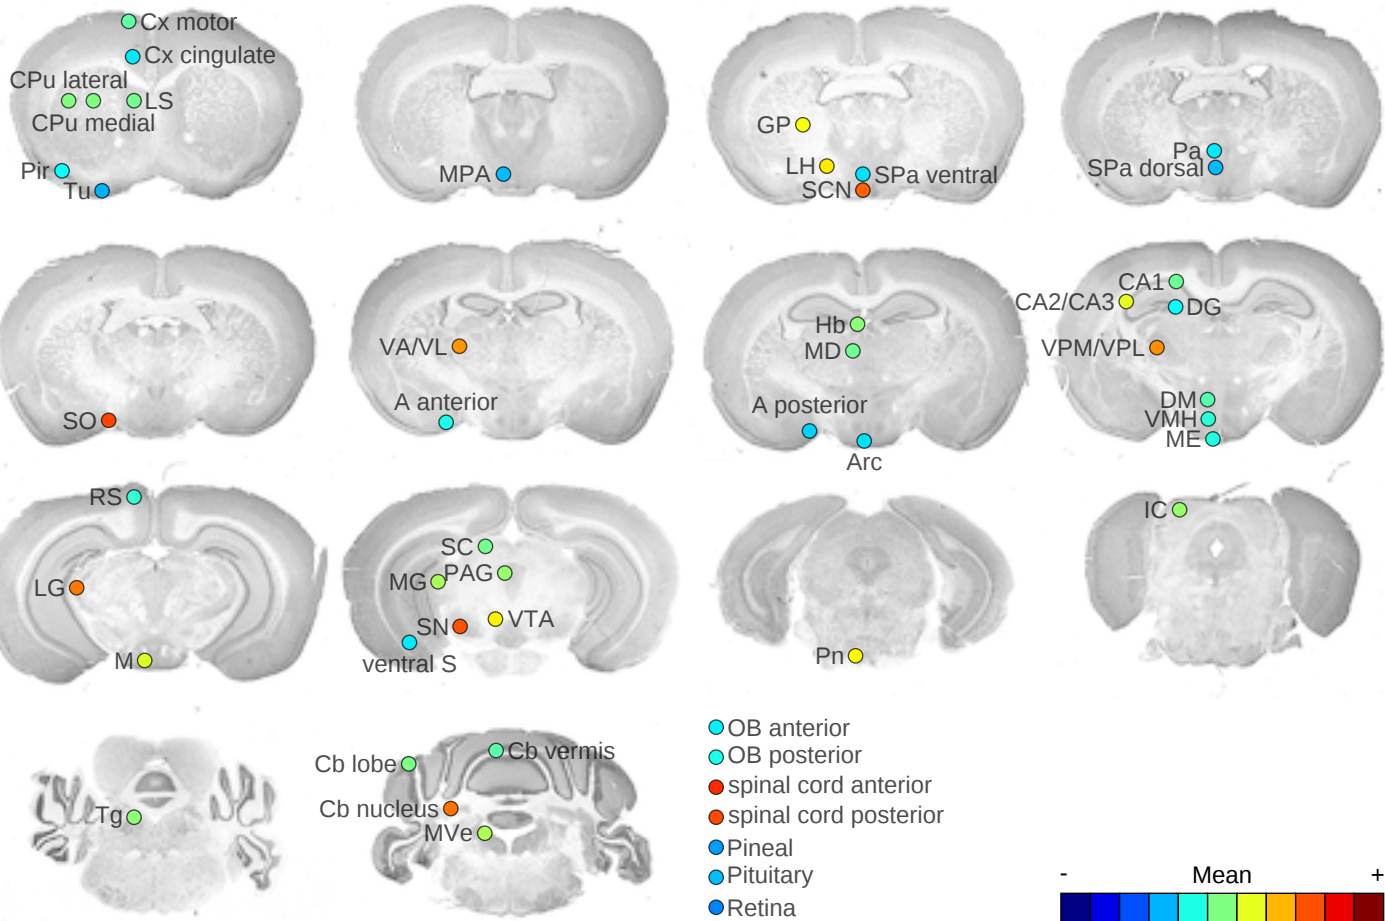 Cx motor
Cx cingulate
CPu lateral
LS
CPu medial
Pir
Tu
MPA
GP
LH
SPa ventral
SCN
Pa
SPa dorsal
SO
VA/VL
A anterior
Hb
MD
A posterior
Arc
CA1
CA2/CA3
DG
VPM/VPL
DM
VMH
ME
RS
LG
M
SC
PAG
MG
SN
VTA
ventral S
Pn
IC
Tg
Cb lobe
Cb vermis
Cb nucleus
MVe
OB anterior
OB posterior
spinal cord anterior
spinal cord posterior
Pineal
Pituitary
Retina
- Mean +